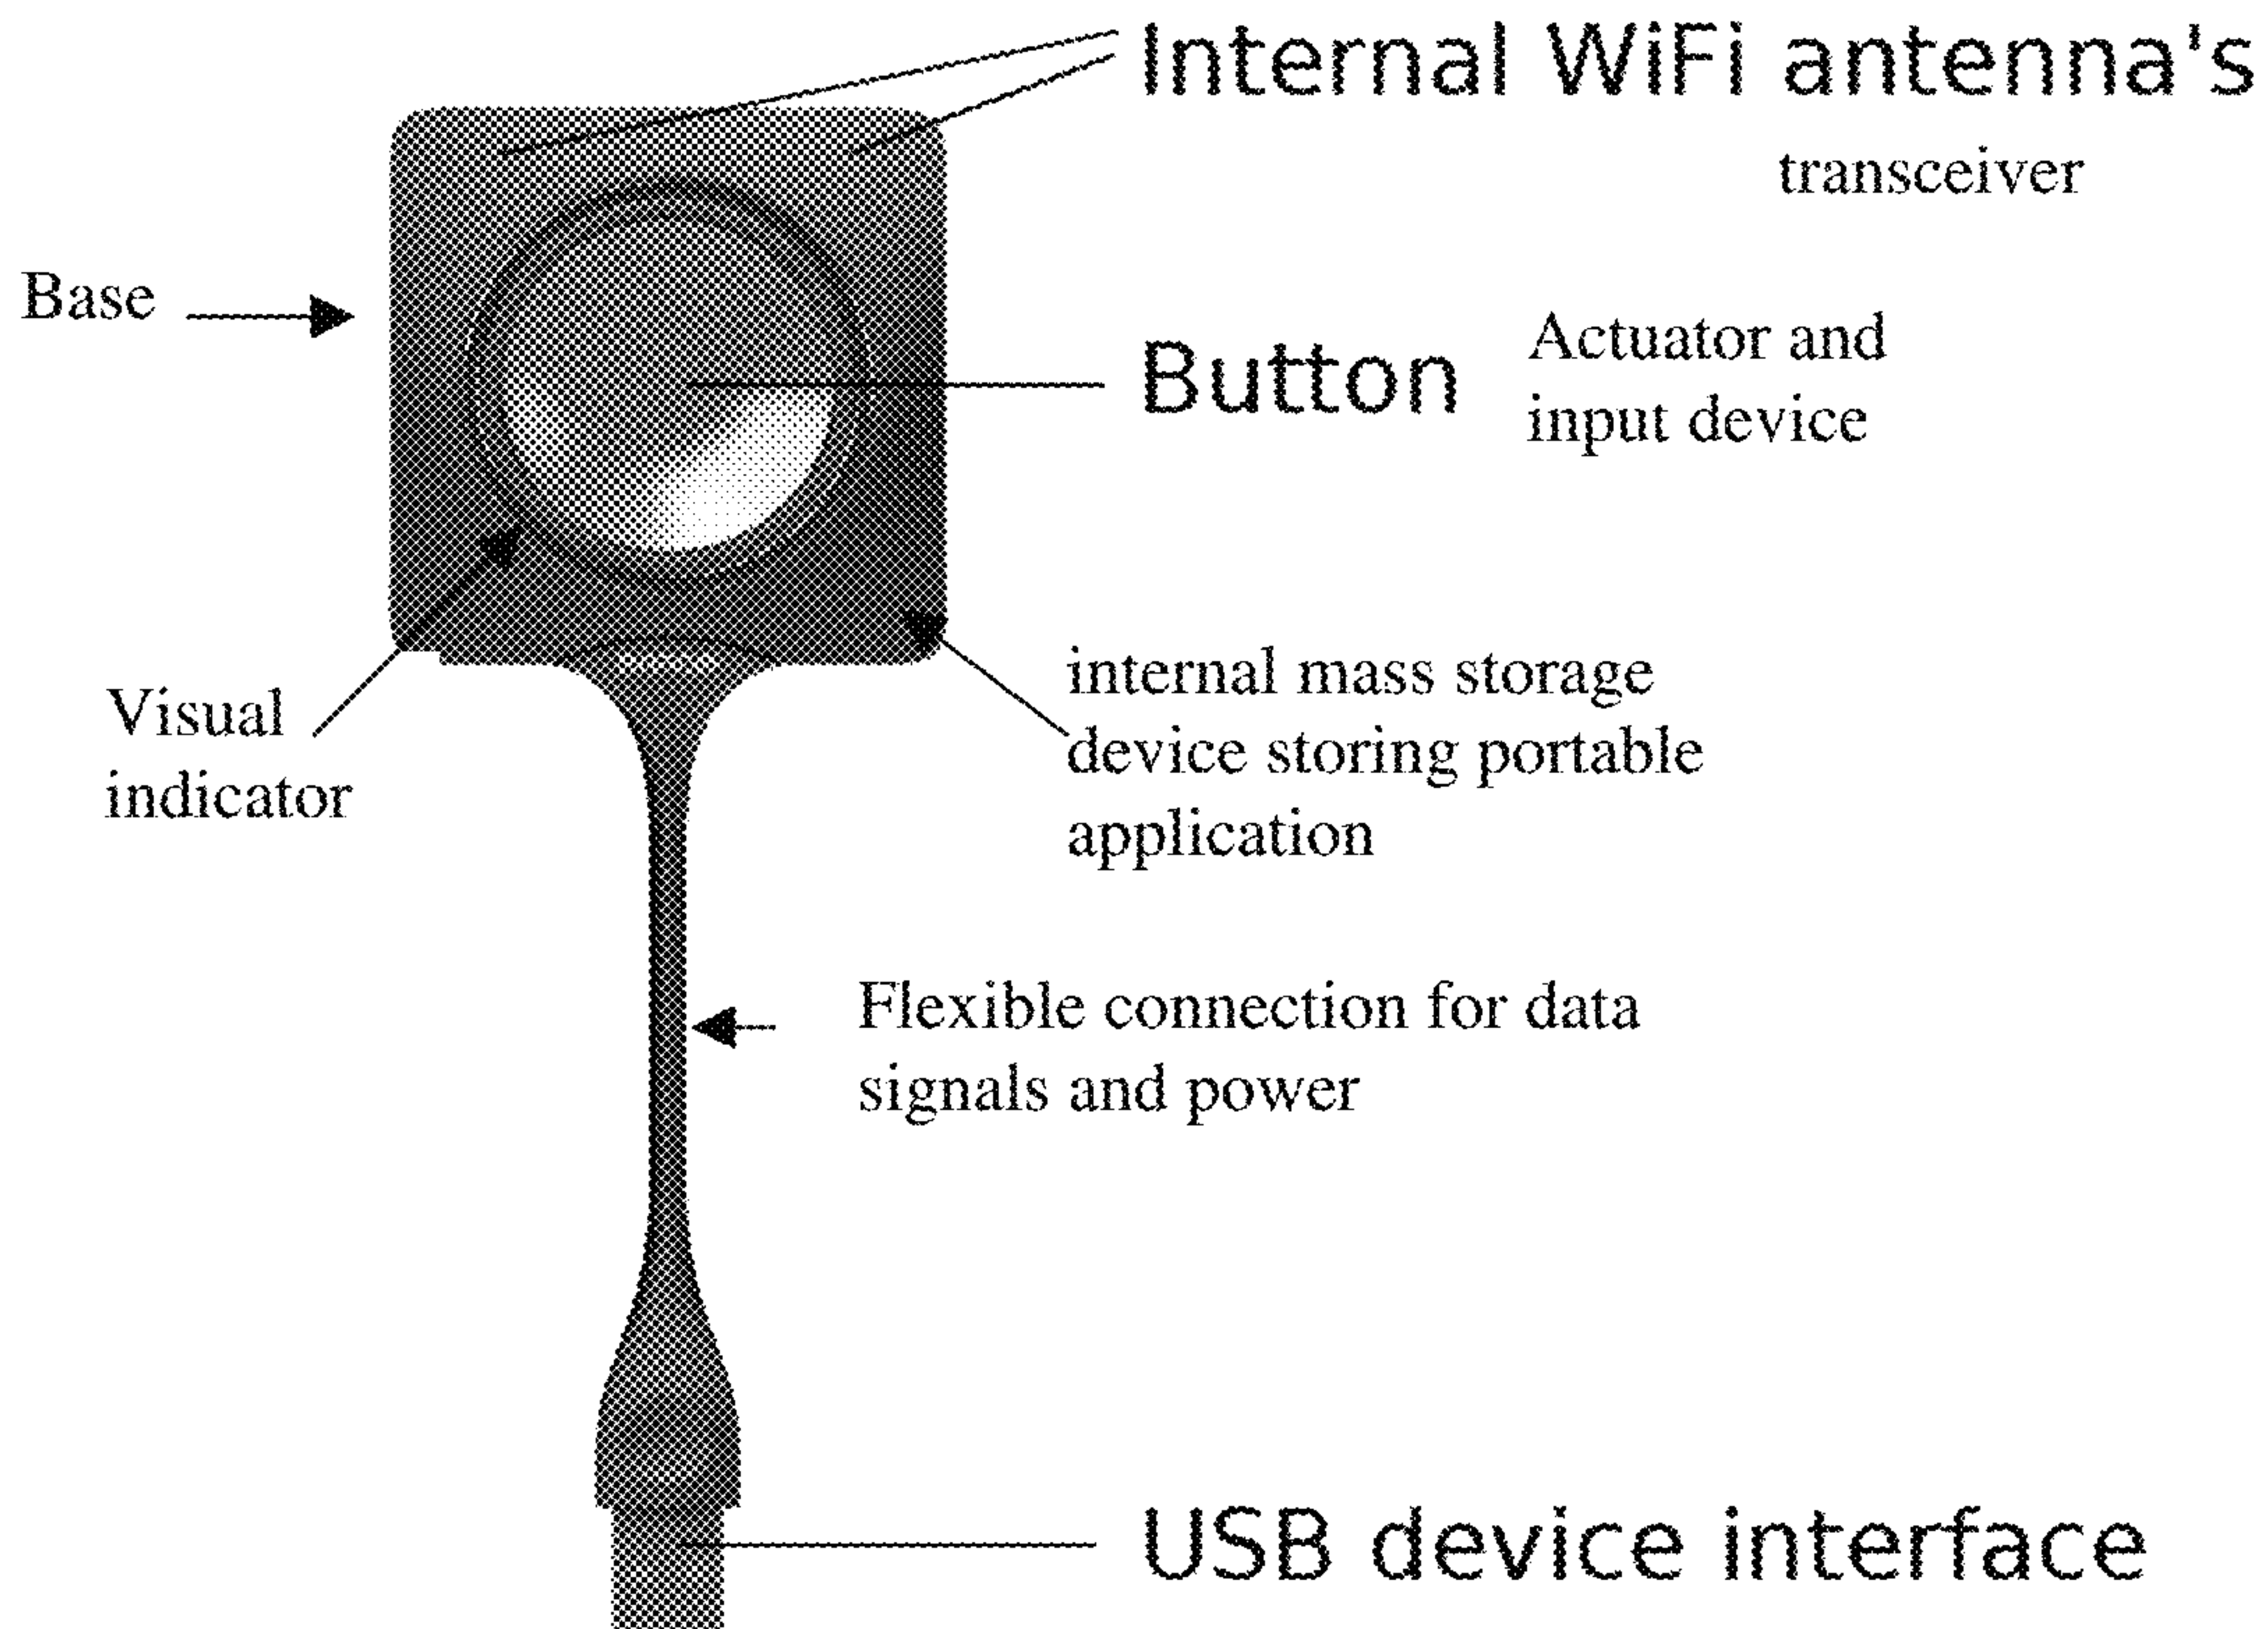 Internal WiFi antenna's
transceiver
Base
Button
Actuator and
input device
Visual
indicator
internal mass storage
device storing portable
application
Flexible connection for data
signals and power
USB device interface